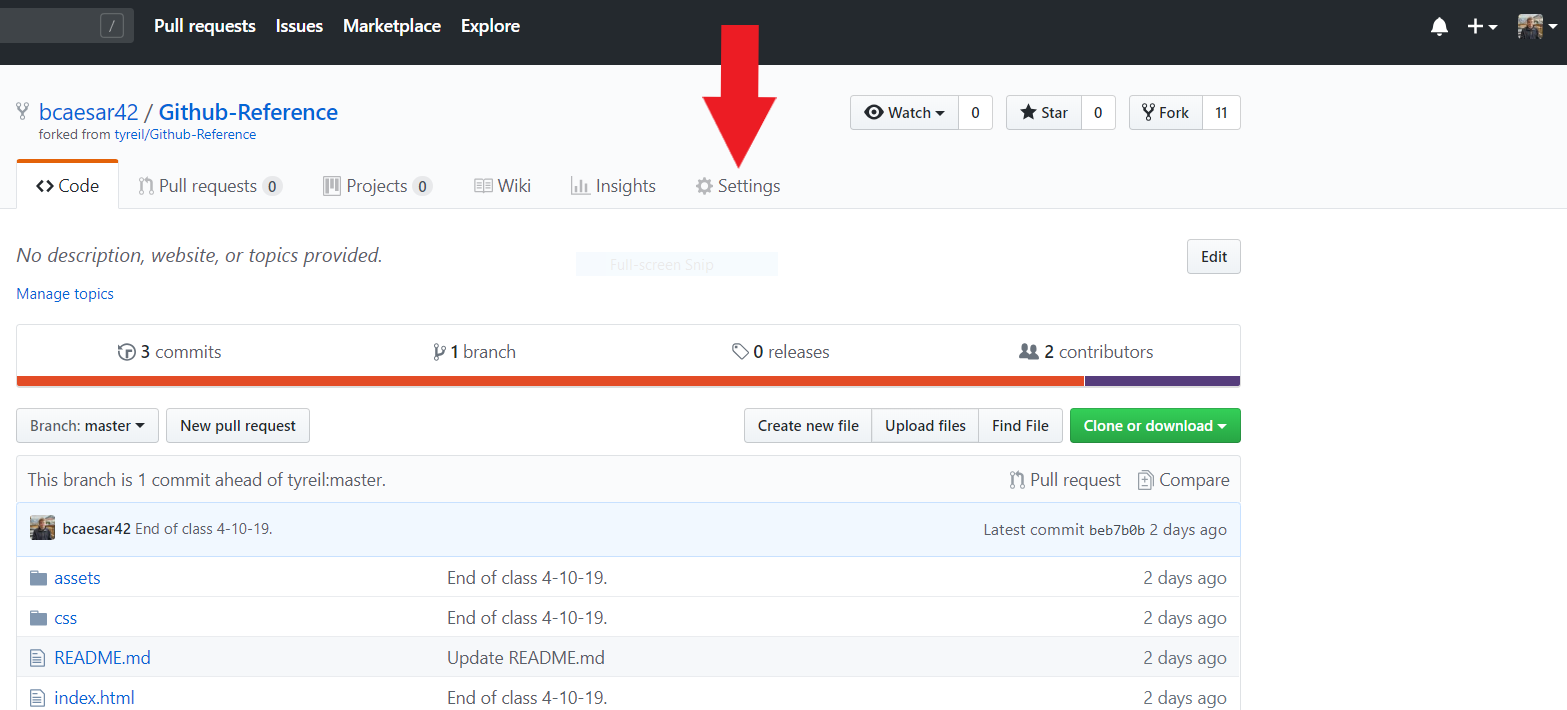 / Pull requests Issues Marketplace Explore
bcaesar42 / Github-Reference Watch 0 Star 0 Fork 11
forked from tyreil/Github-Reference
Code Pull requests 0 Projects 0 Wiki Insights Settings
No description, website, or topics provided. Edit
Full-screen Snip
Manage topics
3 commits 1 branch 0 releases 2 contributors
Branch: master New pull request Create new file Upload files Find File Clone or download
This branch is 1 commit ahead of tyreil:master. Pull request Compare
bcaesar42 End of class 4-10-19. Latest commit beb7b0b 2 days ago
assets End of class 4-10-19. 2 days ago
css End of class 4-10-19. 2 days ago
README.md Update README.md 2 days ago
index.html End of class 4-10-19. 2 days ago